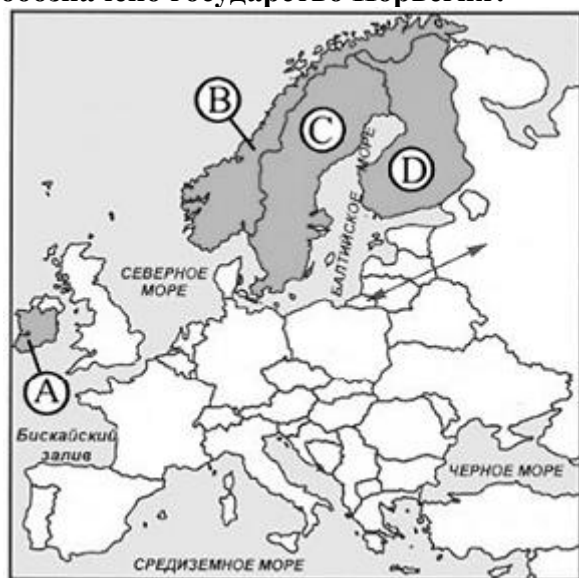 обозначено государство Норвегия?
B
C
D
БАЛТИЙСКОЕ МОРЕ
СЕВЕРНОЕ
МОРЕ
A
Бискайский
залив
ЧЕРНОЕ МОРЕ
СРЕДИЗЕМНОЕ МОРЕ